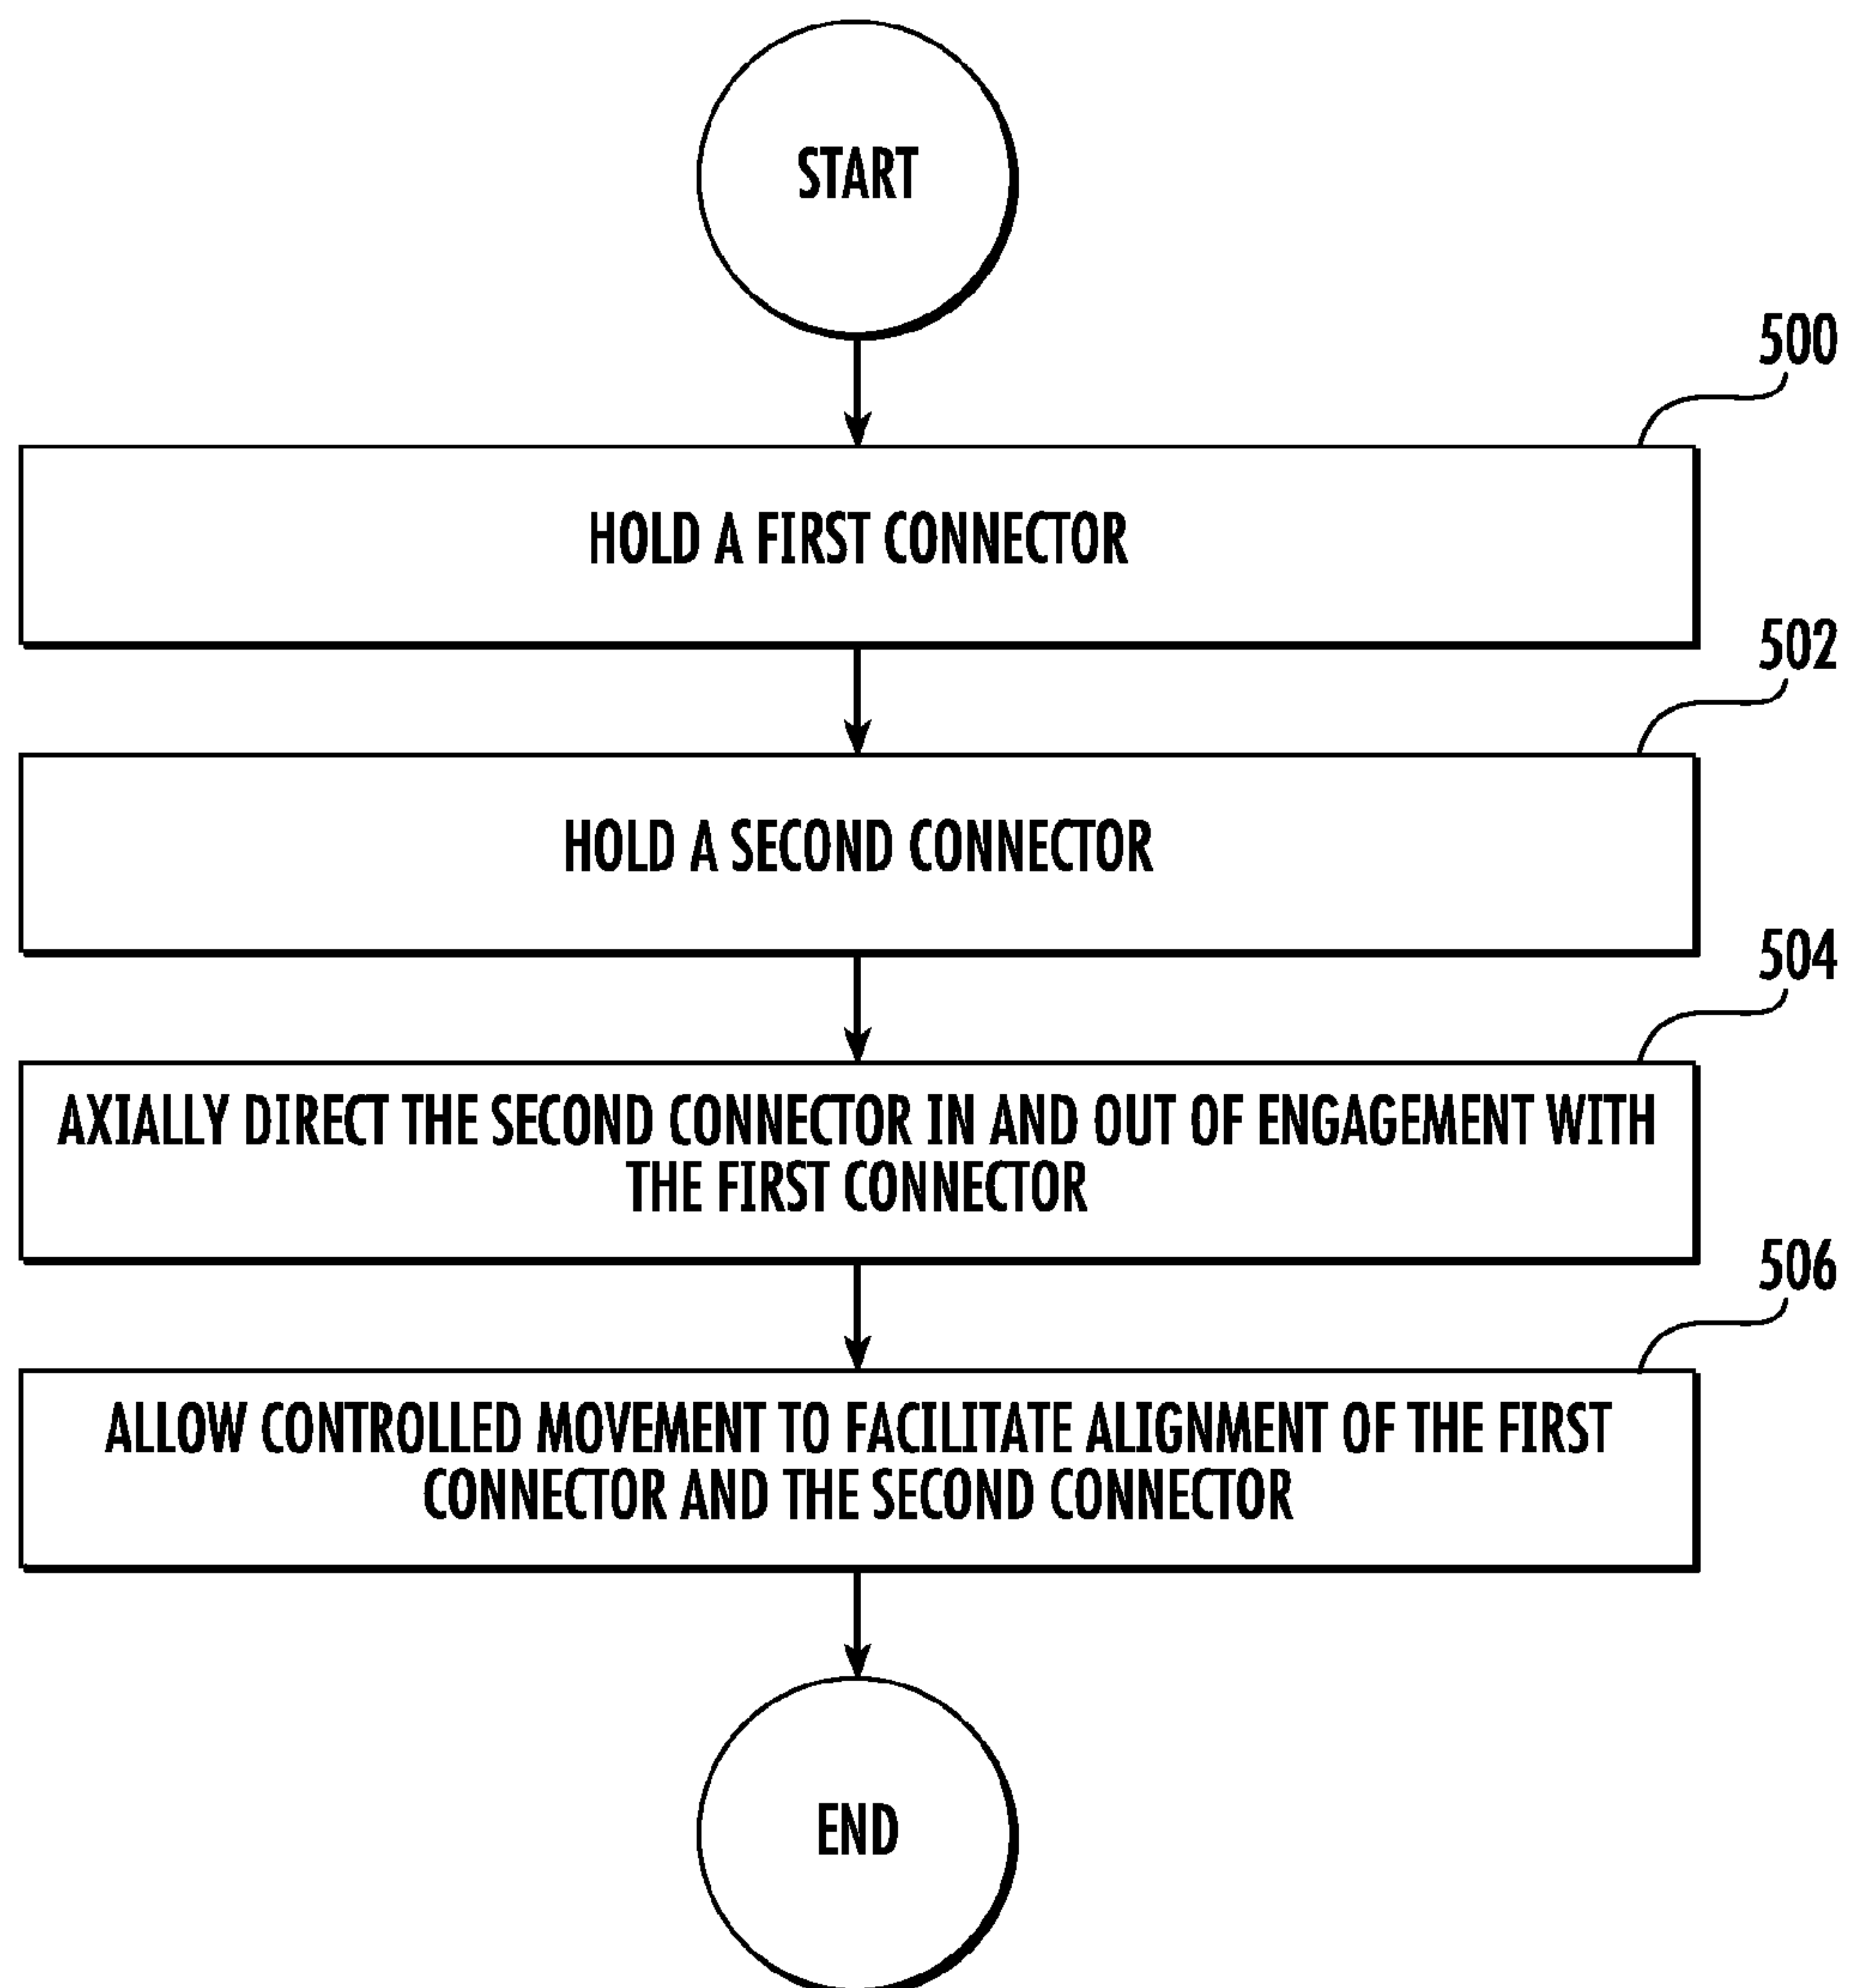 START
500
HOLD A FIRST CONNECTOR
502
HOLD A SECOND CONNECTOR
504
AXIALLY DIRECT THE SECOND CONNECTOR IN AND OUT OF ENGAGEMENT WITH
THE FIRST CONNECTOR
506
ALLOW CONTROLLED MOVEMENT TO FACILITATE ALIGNMENT OF THE FIRST
CONNECTOR AND THE SECOND CONNECTOR
END